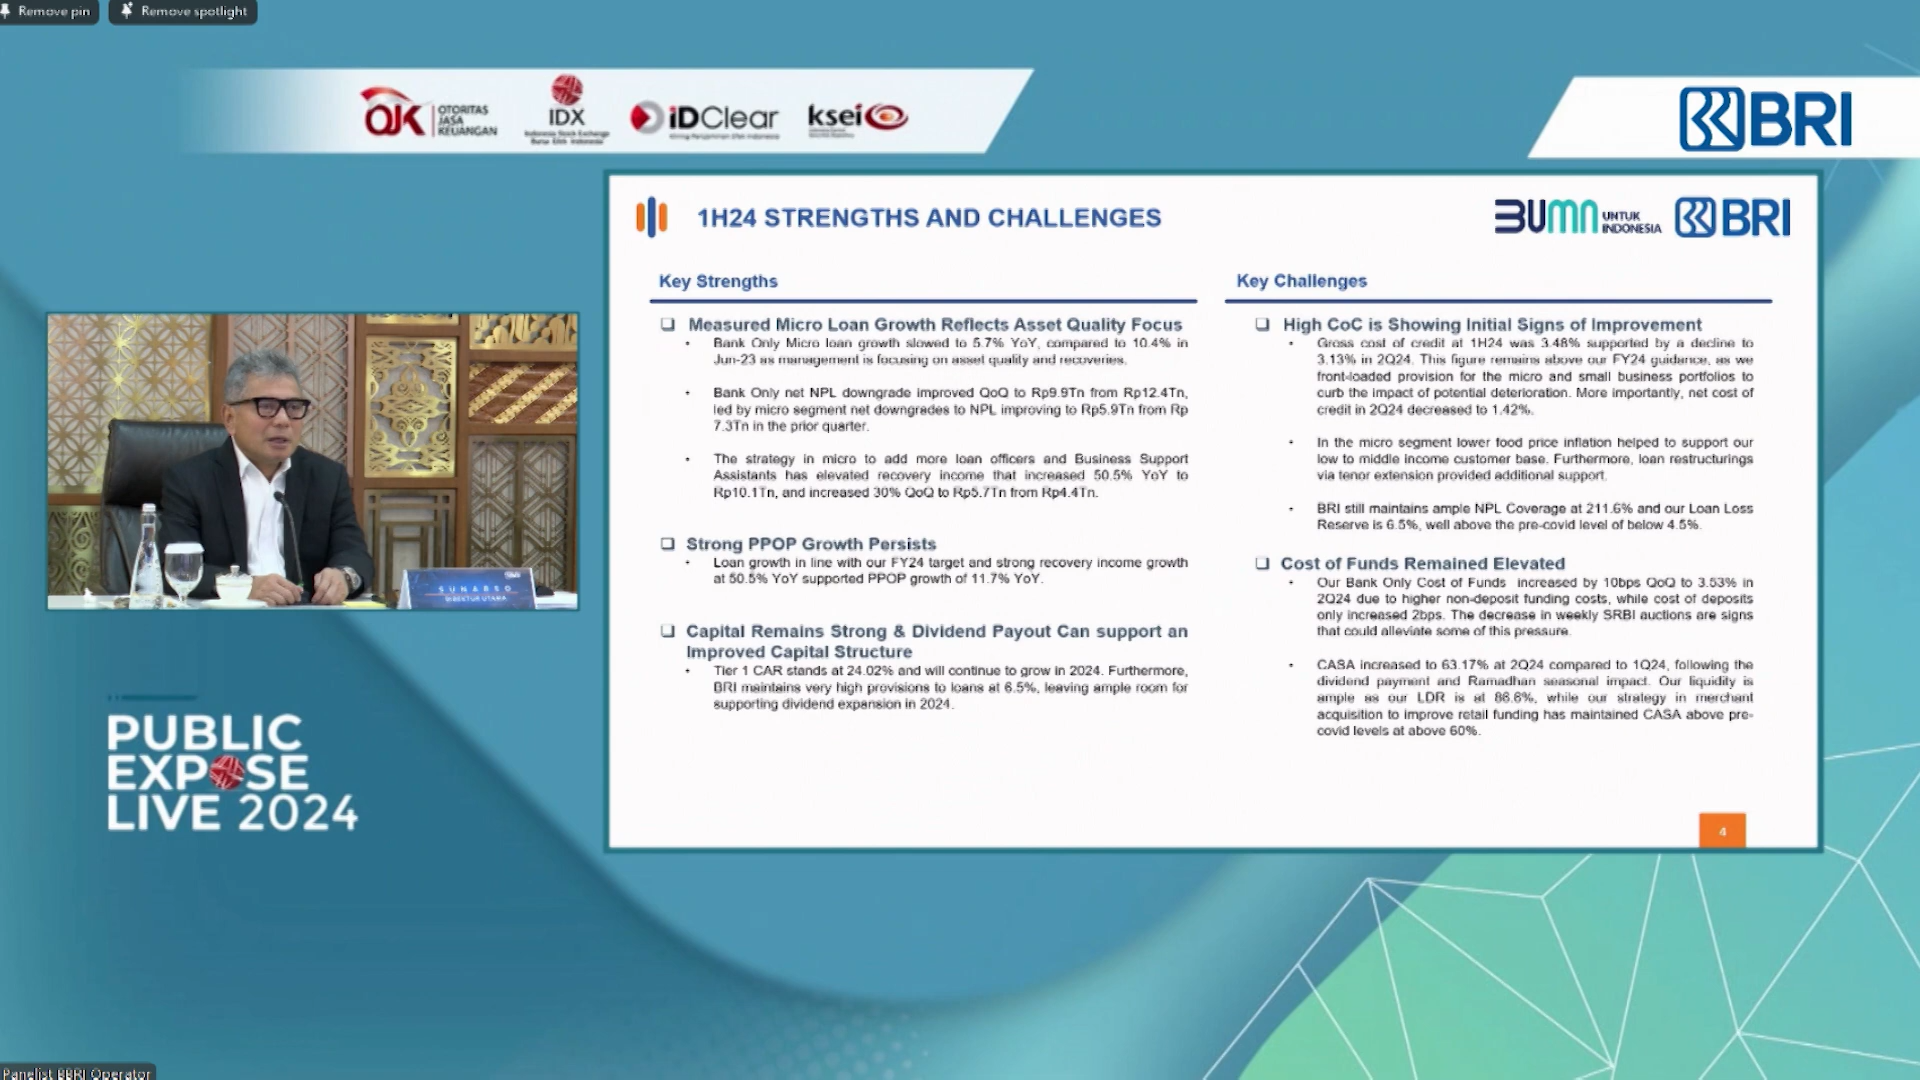 Remove pin
Remove spotlight
OJK
OTORITAS
JASA
KEUANGAN
IDX
Indonesia Stock Exchange
Bursa Efek Indonesia
iDClear
ksei
BRI
1H24 STRENGTHS AND CHALLENGES
BUMN
UNTUK
INDONESIA
BRI
Key Strengths
❑ Measured Micro Loan Growth Reflects Asset Quality Focus
• Bank Only Micro loan growth slowed to 5.7% YoY, compared to 10.4% in
Jun-23 as management is focusing on asset quality and recoveries.
• Bank Only net NPL downgrade improved QoQ to Rp9.9Tn from Rp12.4Tn,
led by micro segment net downgrades to NPL improving to Rp5.9Tn from Rp
7.3Tn in the prior quarter.
• The strategy in micro to add more loan officers and Business Support
Assistants has elevated recovery income that increased 50.5% YoY to
Rp10.1Tn, and increased 30% QoQ to Rp5.7Tn from Rp4.4Tn.
❑ Strong PPOP Growth Persists
• Loan growth in line with our FY24 target and strong recovery income growth
at 50.5% YoY supported PPOP growth of 11.7% YoY.
❑ Capital Remains Strong & Dividend Payout Can support an
Improved Capital Structure
• Tier 1 CAR stands at 24.02% and will continue to grow in 2024. Furthermore,
BRI maintains very high provisions to loans at 6.5%, leaving ample room for
supporting dividend expansion in 2024.
Key Challenges
❑ High CoC is Showing Initial Signs of Improvement
• Gross cost of credit at 1H24 was 3.48% supported by a decline to
3.13% in 2Q24. This figure remains above our FY24 guidance, as we
front-loaded provision for the micro and small business portfolios to
curb the impact of potential deterioration. More importantly, net cost of
credit in 2Q24 decreased to 1.42%.
• In the micro segment lower food price inflation helped to support our
low to middle income customer base. Furthermore, loan restructurings
via tenor extension provided additional support.
• BRI still maintains ample NPL Coverage at 211.6% and our Loan Loss
Reserve is 6.5%, well above the pre-covid level of below 4.5%.
❑ Cost of Funds Remained Elevated
• Our Bank Only Cost of Funds increased by 10bps QoQ to 3.53% in
2Q24 due to higher non-deposit funding costs, while cost of deposits
only increased 2bps. The decrease in weekly SRBI auctions are signs
that could alleviate some of this pressure.
• CASA increased to 63.17% at 2Q24 compared to 1Q24, following the
dividend payment and Ramadhan seasonal impact. Our liquidity is
ample as our LDR is at 86.6%, while our strategy in merchant
acquisition to improve retail funding has maintained CASA above pre-
covid levels at above 60%.
4
SUNARSO
DIREKTUR UTAMA
PUBLIC
EXPOSE
LIVE 2024
Panelist BBRI Operator